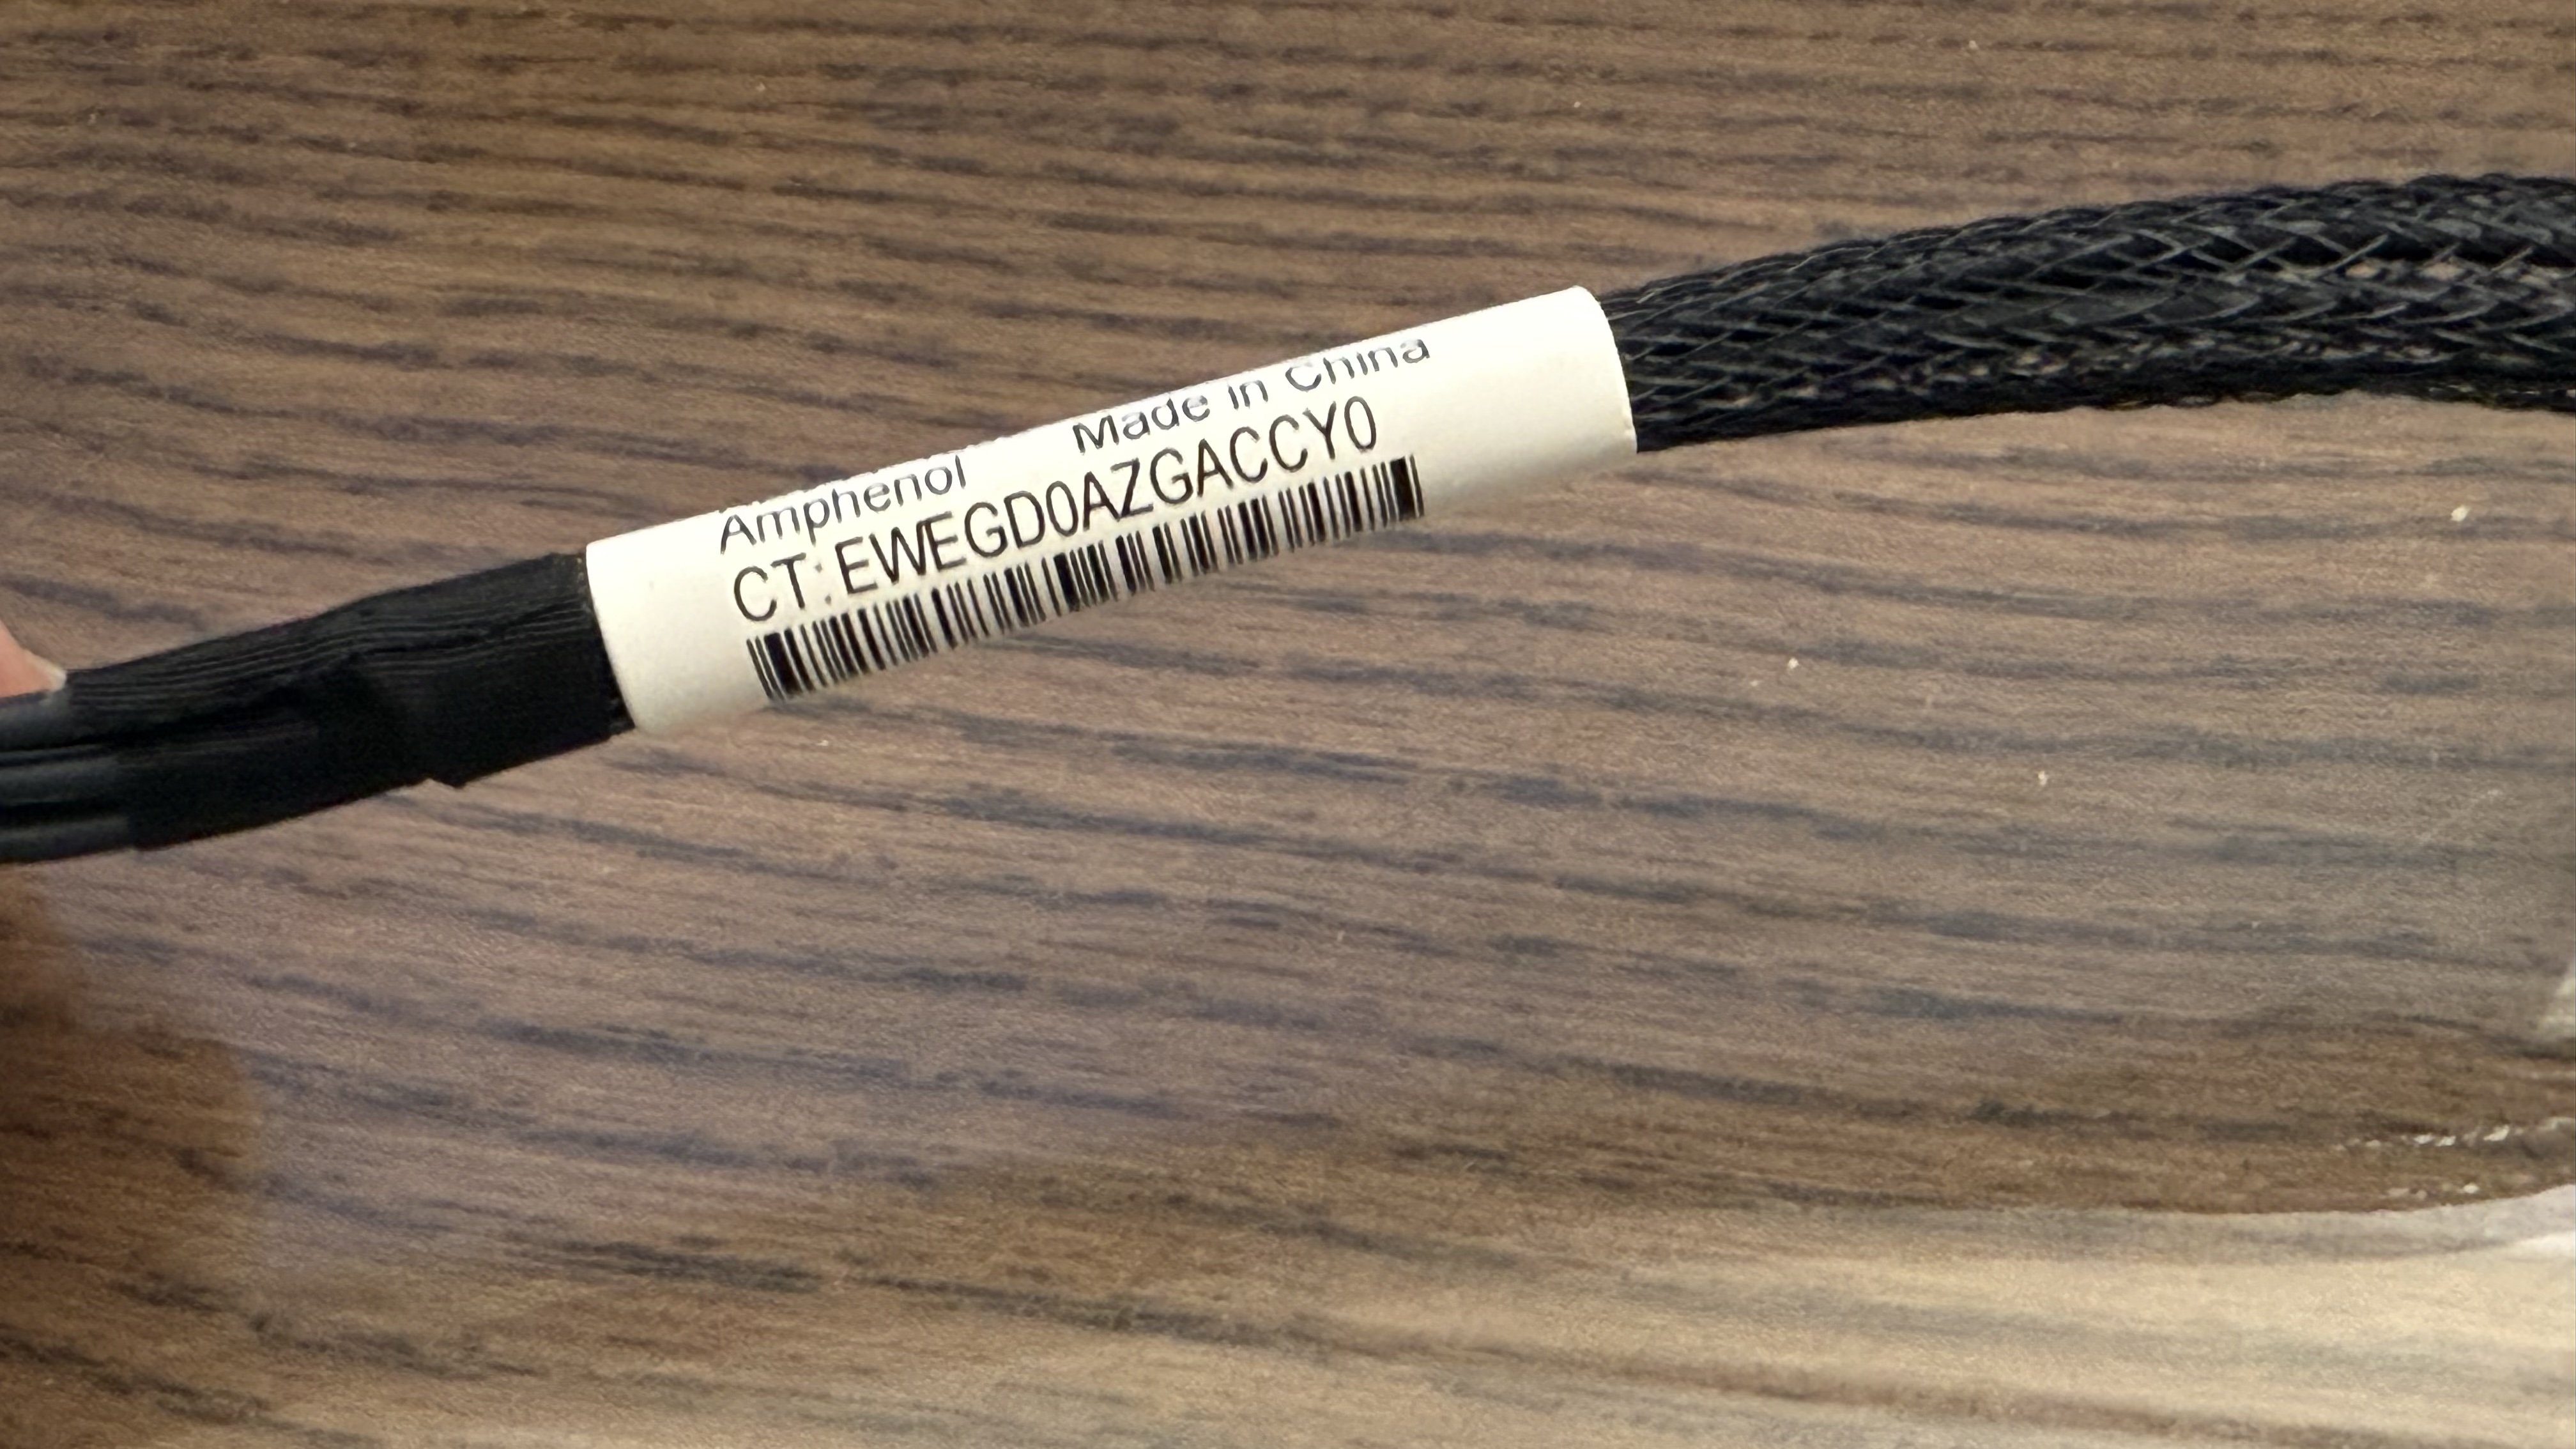 Amphenol Made in China
CT: EWEGD0AZGACCY0